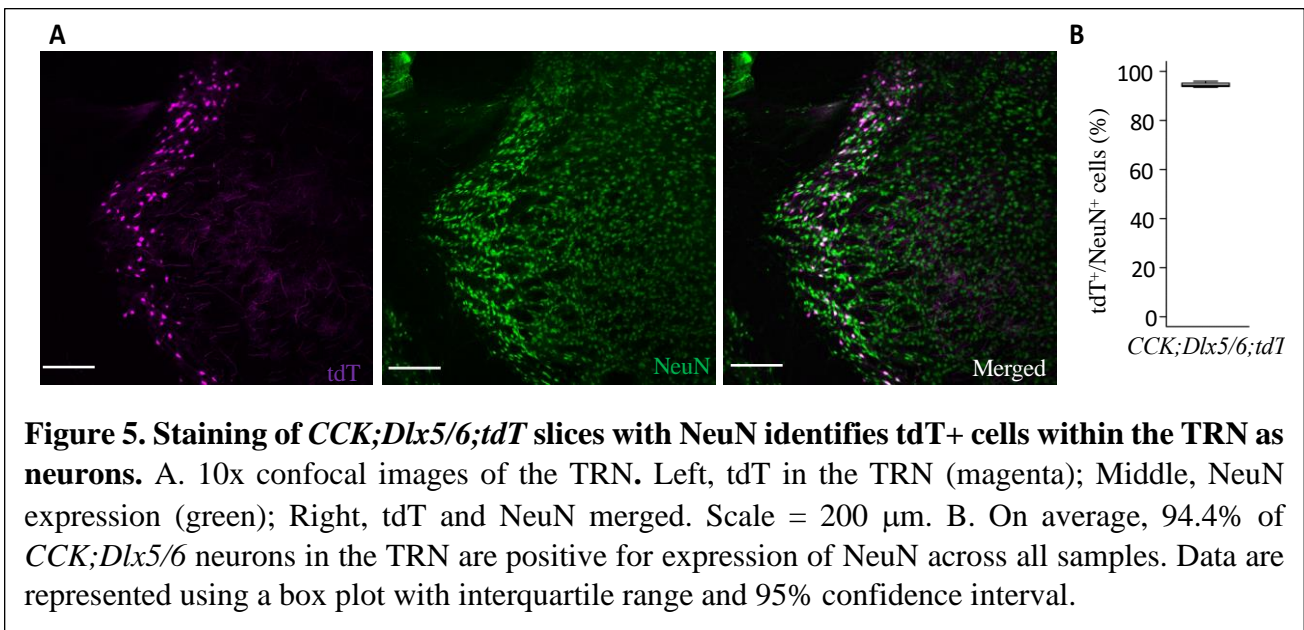 A
B
tdT
NeuN
Merged
tdT⁺/NeuN⁺ cells (%)
100
80
60
40
20
0
CCK;Dlx5/6;tdT
Figure 5. Staining of CCK;Dlx5/6;tdT slices with NeuN identifies tdT+ cells within the TRN as
neurons. A. 10x confocal images of the TRN. Left, tdT in the TRN (magenta); Middle, NeuN
expression (green); Right, tdT and NeuN merged. Scale = 200 μm. B. On average, 94.4% of
CCK;Dlx5/6 neurons in the TRN are positive for expression of NeuN across all samples. Data are
represented using a box plot with interquartile range and 95% confidence interval.